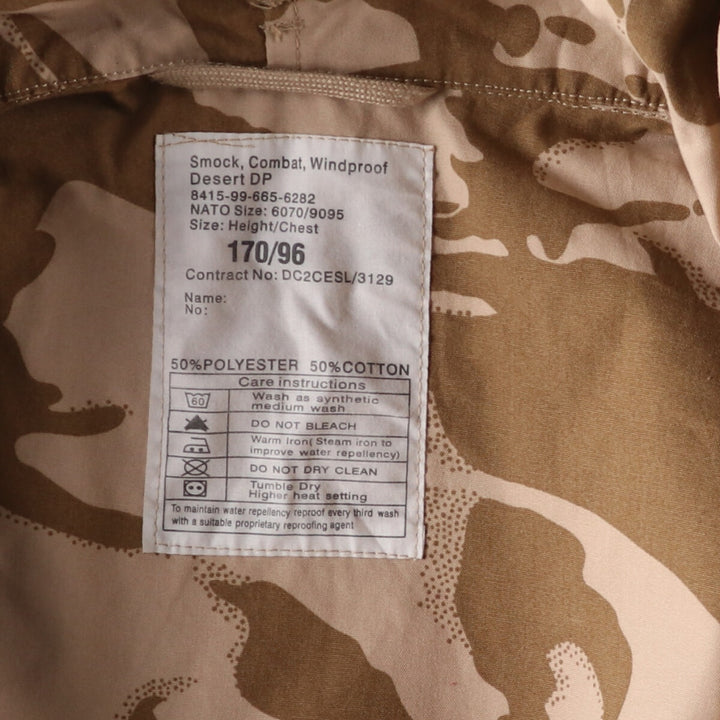 Smock, Combat, Windproof
Desert DP
8415-99-665-6282
NATO Size: 6070/9095
Size: Height/Chest
170/96
Contract No: DC2CESL/3129
Name:
No:
50%POLYESTER 50%COTTON
Care instructions
60 Wash as synthetic
medium wash
DO NOT BLEACH
Warm Iron( Steam iron to
improve water repellency)
DO NOT DRY CLEAN
Tumble Dry
Higher heat setting
To maintain water repellency reproof every third wash
with a suitable proprietary reproofing agent